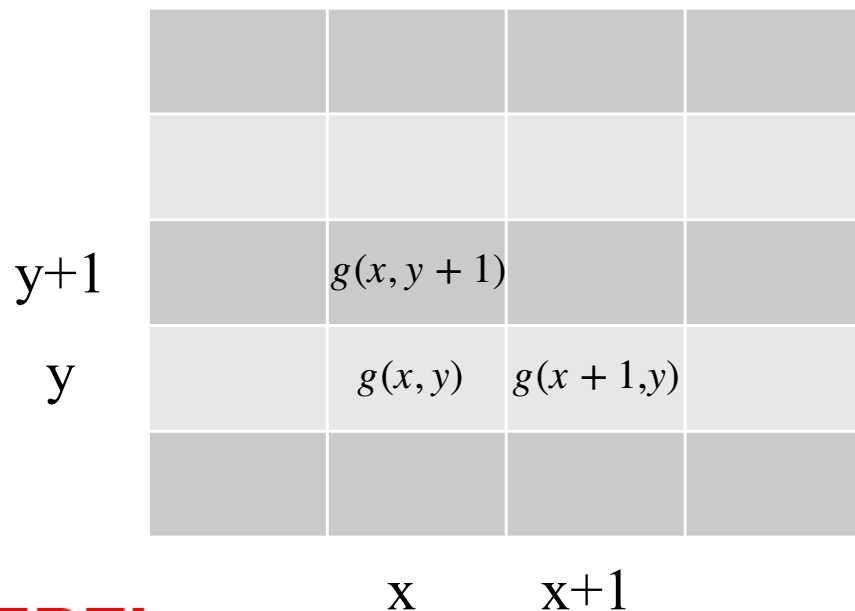 y+1 g(x, y + 1)
y g(x, y) g(x + 1,y)
x x+1